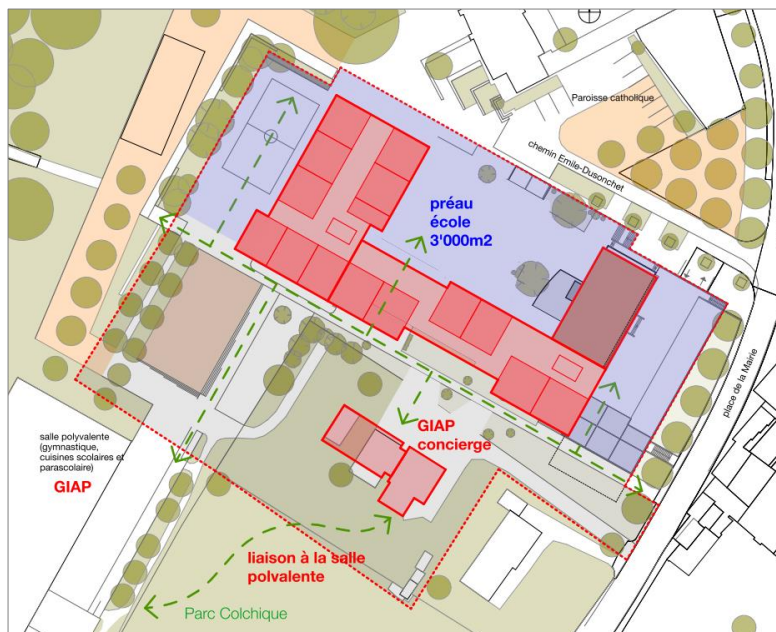 Paroisse catholique
chemin Emile-Dusonchet
préau
école
3'000m2
place de la Mairie
GIAP
concierge
salle polyvalente
(gymnastique,
cuisines scolaires et
parascolaire)
GIAP
liaison à la salle
polvalente
Parc Colchique